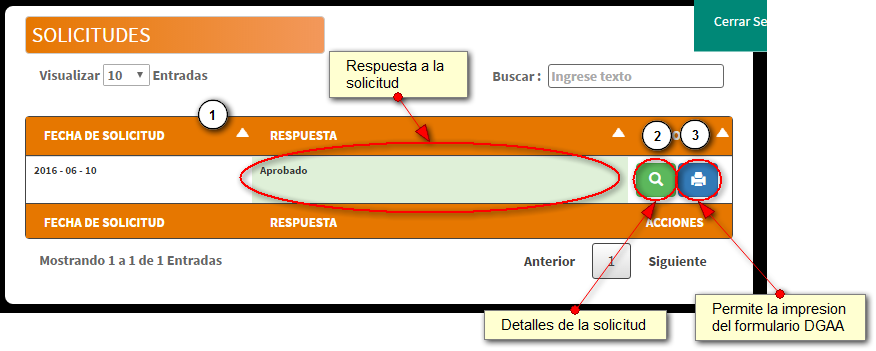 Cerrar Se
SOLICITUDES
Visualizar 10 Entradas
Buscar : Ingrese texto
Respuesta a la
solicitud
1
2
3
FECHA DE SOLICITUD RESPUESTA
2016 - 06 - 10 Aprobado
FECHA DE SOLICITUD RESPUESTA ACCIONES
Mostrando 1 a 1 de 1 Entradas
Anterior 1 Siguiente
Detalles de la solicitud
Permite la impresion
del formulario DGAA